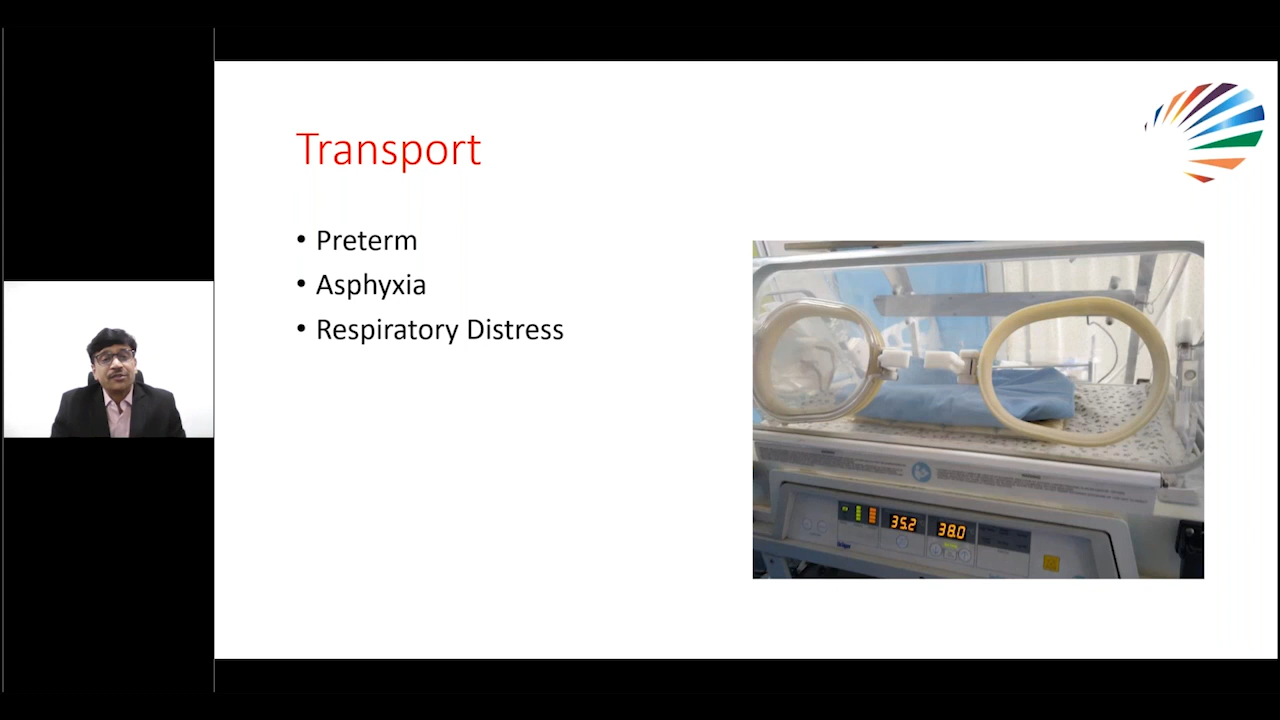 Transport
• Preterm
• Asphyxia
• Respiratory Distress
35.2 38.0